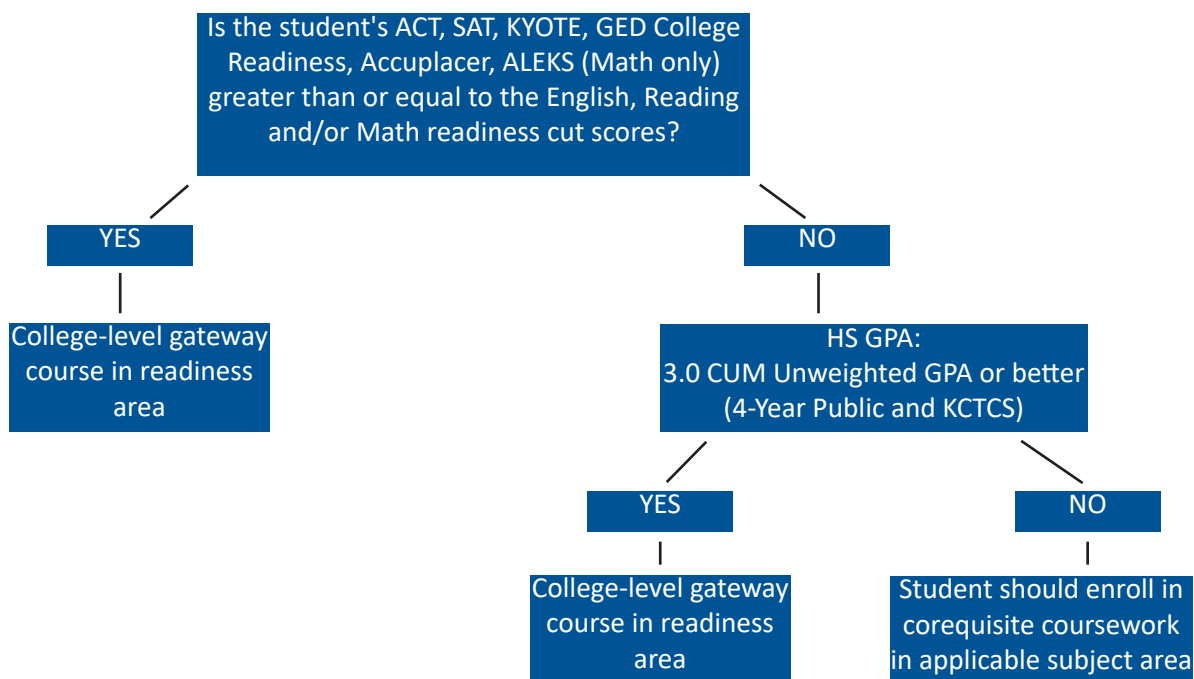 Is the student's ACT, SAT, KYOTE, GED College
Readiness, Accuplacer, ALEKS (Math only)
greater than or equal to the English, Reading
and/or Math readiness cut scores?
YES
NO
College-level gateway
course in readiness
area
HS GPA:
3.0 CUM Unweighted GPA or better
(4-Year Public and KCTCS)
YES
NO
College-level gateway
course in readiness
area
Student should enroll in
corequisite coursework
in applicable subject area